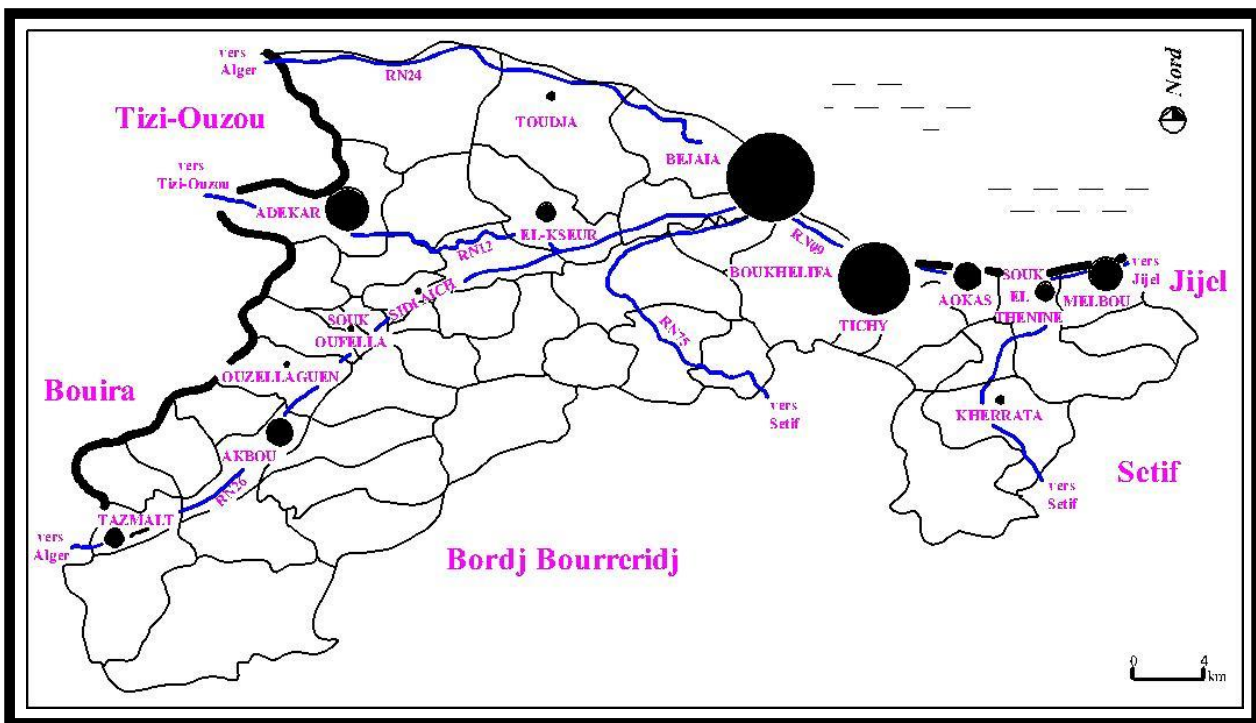 vers
Alger
RN24
Nord
Tizi-Ouzou
TOUDJA
BEJAIA
vers
Tizi-Ouzou
ADEKAR
EL-KSEUR
RN12
RN09
BOUKHELIFA
SOUK
EL
THENINE
vers
Jijel
Jijel
AOKAS
MELBOU
SIDI-AICH
SOUK
OUFELLA
TICHY
RN75
OUZELLAGUEN
Bouira
vers
Setif
KHERRATA
AKBOU
Setif
RN26
vers
Setif
TAZMALT
vers
Alger
Bordj Bourreridj
0 4
km